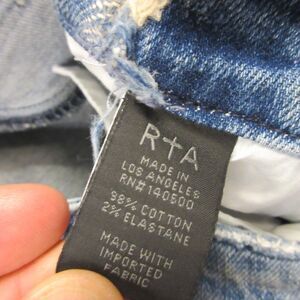 R†A
MADE IN
LOS ANGELES
RN# 140500
98% COTTON
2% ELASTANE
MADE WITH
IMPORTED
FABRIC